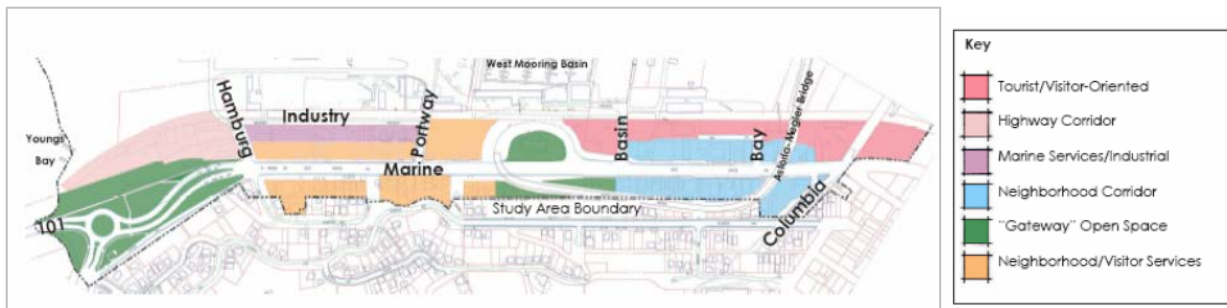 West Mooring Basin
Hamburg
Industry
Portway
Basin
Bay
Astoria-Megler Bridge
Youngs
Bay
Marine
101
Study Area Boundary
Columbia
Key
Tourist/Visitor-Oriented
Highway Corridor
Marine Services/Industrial
Neighborhood Corridor
"Gateway" Open Space
Neighborhood/Visitor Services